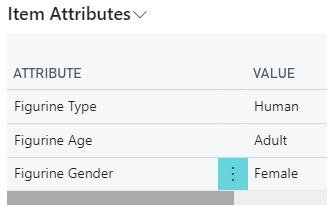 Item Attributes
ATTRIBUTE VALUE
Figurine Type Human
Figurine Age Adult
Figurine Gender Female